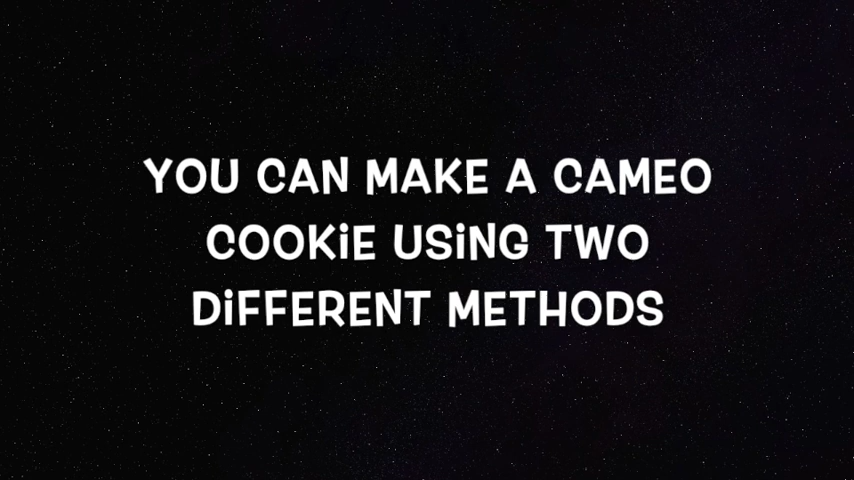 YOU CAN MAKE A CAMEO
COOKiE USiNG TWO
DiFFERENT METHODS